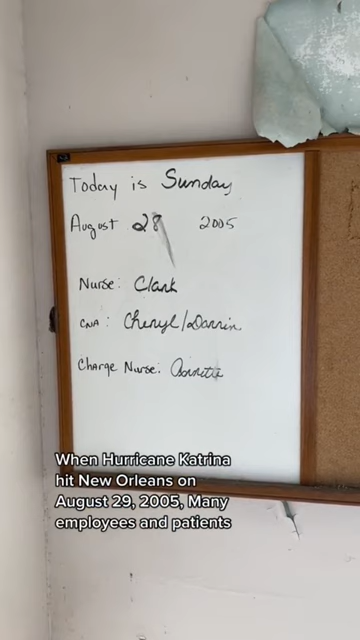 Today is Sunday
August 28 2005
Nurse: Clark
CNA: Cheryl/Darrin
Charge Nurse: Annette
When Hurricane Katrina
hit New Orleans on
August 29, 2005, Many
employees and patients